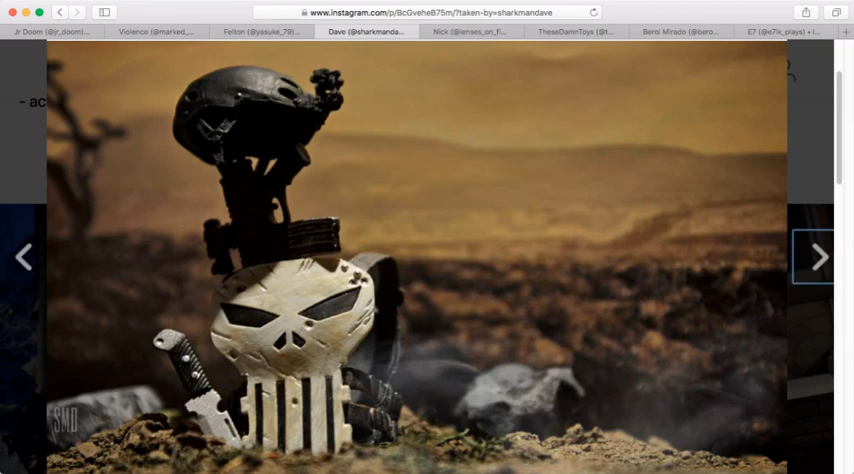 www.instagram.com/p/BcGveheB75m/?taken-by=sharkmandave
Jr Doom (@jr_doom)...
Violence (@marked_...
Felton (@yasuke_79)...
Dave (@sharkmanda...
Nick (@lenses_on_fi...
TheseDamnToys (@t...
Berol Mirado (@bero...
E7 (@e7ik_plays) • I...
- ac
SMD